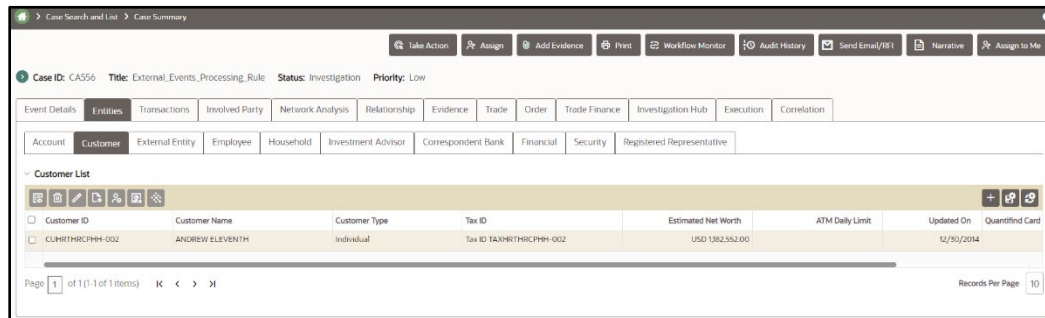 > Case Search and List > Case Summary
Take Action Assign Add Evidence Print Workflow Monitor Audit History Send Email/RFI Narrative Assign to Me
Case ID: CA556 Title: External_Events_Processing_Rule Status: Investigation Priority: Low
Event Details Entities Transactions Involved Party Network Analysis Relationship Evidence Trade Order Trade Finance Investigation Hub Execution Correlation
Account Customer External Entity Employee Household Investment Advisor Correspondent Bank Financial Security Registered Representative
Customer List
Customer ID Customer Name Customer Type Tax ID Estimated Net Worth ATM Daily Limit Updated On Quantifind Card
CUHRTHRCPHH-002 ANDREW ELEVENTH Individual Tax ID TAXHRTHRCPHH-002 USD 1,182,552.00 12/30/2014
Page 1 of 1 (1-1 of 1 items) Records Per Page 10